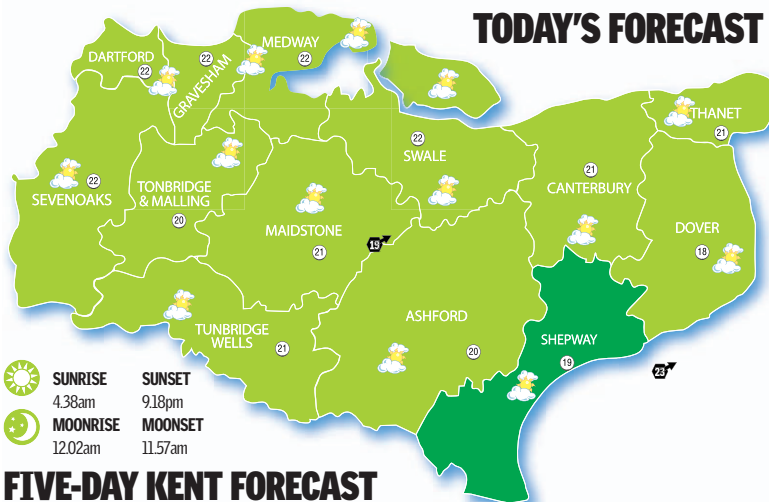 TODAY'S FORECAST
MEDWAY
22
DARTFORD
22
GRAVESHAM
22
THANET
21
SWALE
22
SEVENOAKS
22
TONBRIDGE
& MALLING
20
CANTERBURY
21
MAIDSTONE
21
19
DOVER
18
TUNBRIDGE
WELLS
21
ASHFORD
20
SHEPWAY
19
23
SUNRISE SUNSET
4.38am 9.18pm
MOONRISE MOONSET
12.02am 11.57am
FIVE-DAY KENT FORECAST